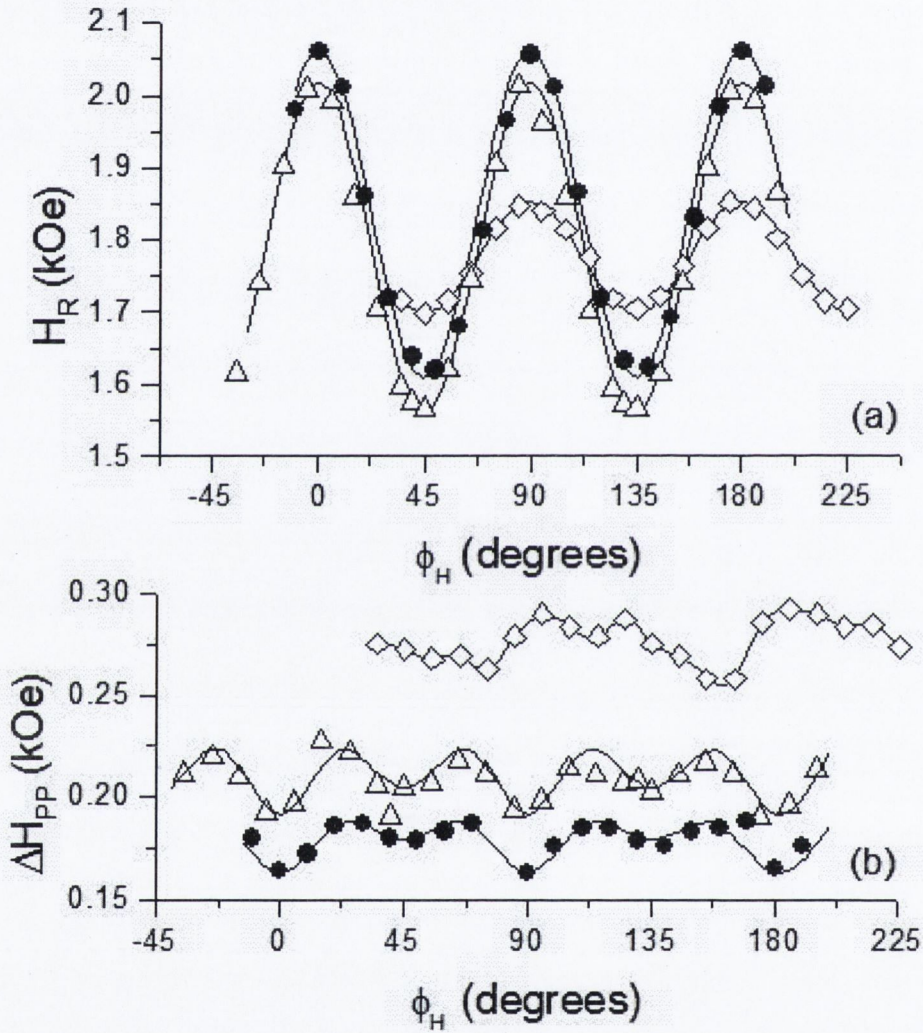 2.1
2.0
1.9
1.8
1.7
1.6
1.5
H_R (kOe)
(a)
-45 0 45 90 135 180 225
ϕ_H (degrees)
0.30
0.25
0.20
0.15
ΔH_PP (kOe)
(b)
-45 0 45 90 135 180 225
ϕ_H (degrees)